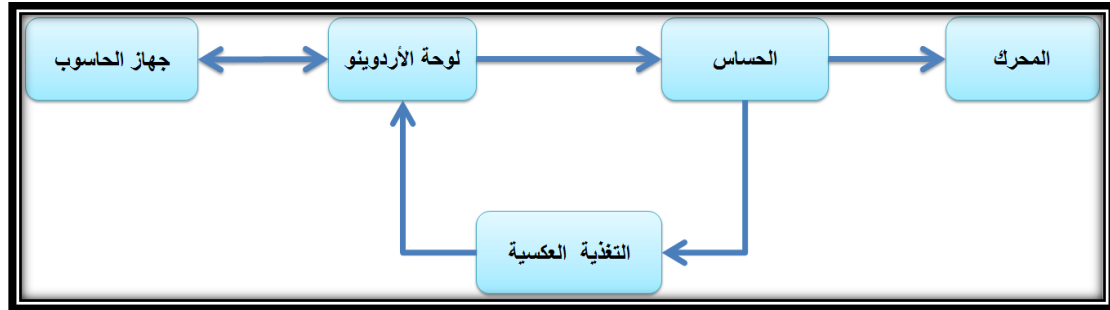 جهاز الحاسوب
لوحة الأردوينو
الحساس
المحرك
التغذية العكسية